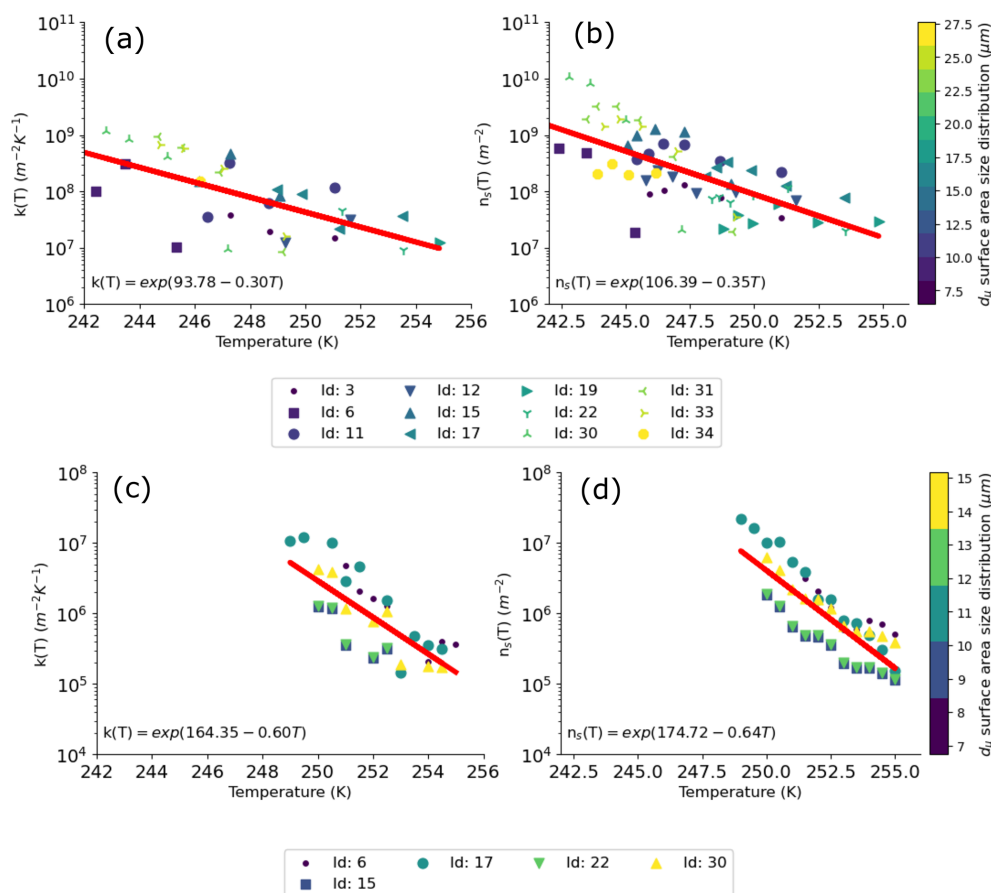 (a)
10¹¹
10¹⁰
10⁹
10⁸
10⁷
10⁶
k(T) (m⁻²K⁻¹)
k(T) = exp(93.78 − 0.30T)
242 244 246 248 250 252 254 256
Temperature (K)
(b)
10¹¹
10¹⁰
10⁹
10⁸
10⁷
10⁶
nₛ(T) (m⁻²)
nₛ(T) = exp(106.39 − 0.35T)
242.5 245.0 247.5 250.0 252.5 255.0
Temperature (K)
27.5
25.0
22.5
20.0
17.5
15.0
12.5
10.0
7.5
d_μ surface area size distribution (μm)
Id: 3 Id: 12 Id: 19 Id: 31
Id: 6 Id: 15 Id: 22 Id: 33
Id: 11 Id: 17 Id: 30 Id: 34
(c)
10⁸
10⁷
10⁶
10⁵
10⁴
k(T) (m⁻²K⁻¹)
k(T) = exp(164.35 − 0.60T)
242 244 246 248 250 252 254 256
Temperature (K)
(d)
10⁸
10⁷
10⁶
10⁵
10⁴
nₛ(T) (m⁻²)
nₛ(T) = exp(174.72 − 0.64T)
242.5 245.0 247.5 250.0 252.5 255.0
Temperature (K)
15
14
13
12
11
10
9
8
7
d_μ surface area size distribution (μm)
Id: 6 Id: 17 Id: 22 Id: 30
Id: 15